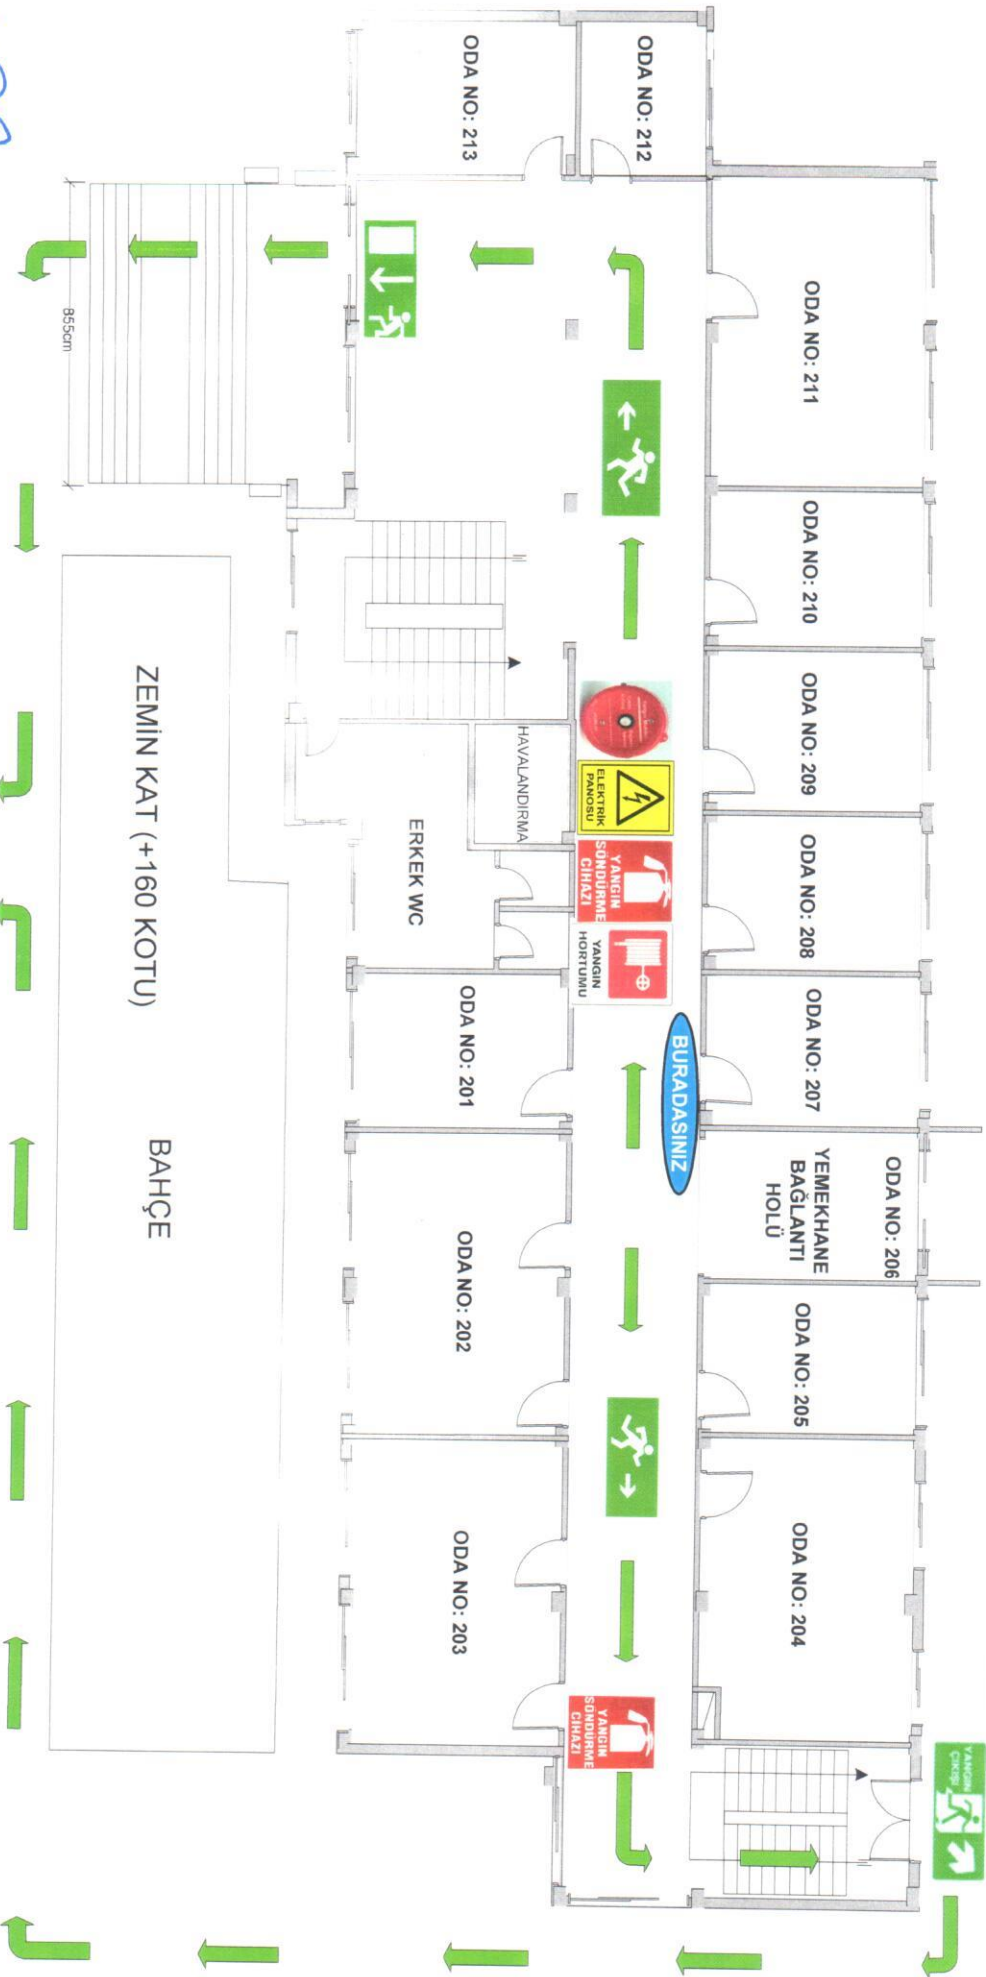 ODA NO: 212
ODA NO: 213
ODA NO: 211
ODA NO: 210
ODA NO: 209
ODA NO: 208
ODA NO: 207
ODA NO: 206
YEMEKHANE
BAĞLANTI
HOLÜ
ODA NO: 205
ODA NO: 204
YANGIN
ÇIKIŞI
BURADASINIZ
ELEKTRİK
PANOSU
YANGIN
SÖNDÜRME
CİHAZI
YANGIN
HORTUMU
YANGIN
SÖNDÜRME
CİHAZI
HAVALANDIRMA
ERKEK WC
ODA NO: 201
ODA NO: 202
ODA NO: 203
855cm
ZEMİN KAT (+160 KOTU)
BAHÇE